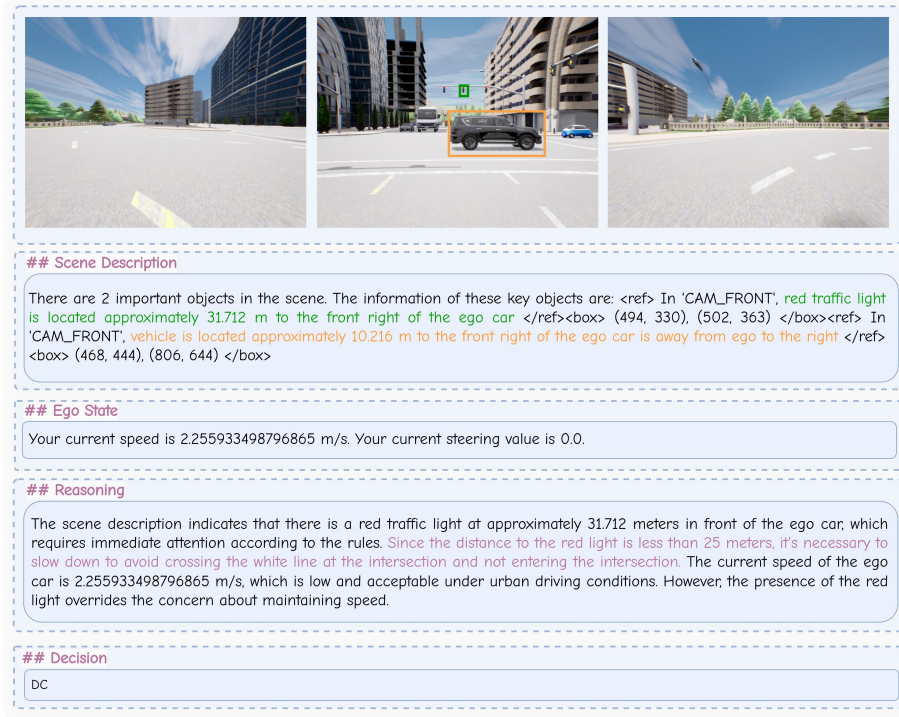 ## Scene Description
There are 2 important objects in the scene. The information of these key objects are: <ref> In 'CAM_FRONT', red traffic light
is located approximately 31.712 m to the front right of the ego car </ref><box> (494, 330), (502, 363) </box><ref> In
'CAM_FRONT', vehicle is located approximately 10.216 m to the front right of the ego car is away from ego to the right </ref>
<box> (468, 444), (806, 644) </box>
## Ego State
Your current speed is 2.255933498796865 m/s. Your current steering value is 0.0.
## Reasoning
The scene description indicates that there is a red traffic light at approximately 31.712 meters in front of the ego car, which
requires immediate attention according to the rules. Since the distance to the red light is less than 25 meters, it's necessary to
slow down to avoid crossing the white line at the intersection and not entering the intersection. The current speed of the ego
car is 2.255933498796865 m/s, which is low and acceptable under urban driving conditions. However, the presence of the red
light overrides the concern about maintaining speed.
## Decision
DC